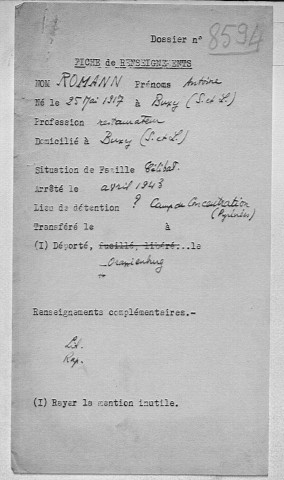 Dossier n° 8594
FICHE de RENSEIGNEMENTS
NOM ROMANN Prénoms Antoine
Né le 25 Mai 1917 à Buxy (S. et L.)
Profession restaurateur
Domicilié à Buxy (S. et L.)
Situation de Famille Célibat.
Arrêté le avril 1943
Lieu de détention ? Camp de Concentration
(Pyrénées)
Transféré le à
(I) Déporté, fusillé, libéré...le
Oranienburg
Renseignements complémentaires.-
Rap.
(I) Rayer la mention inutile.